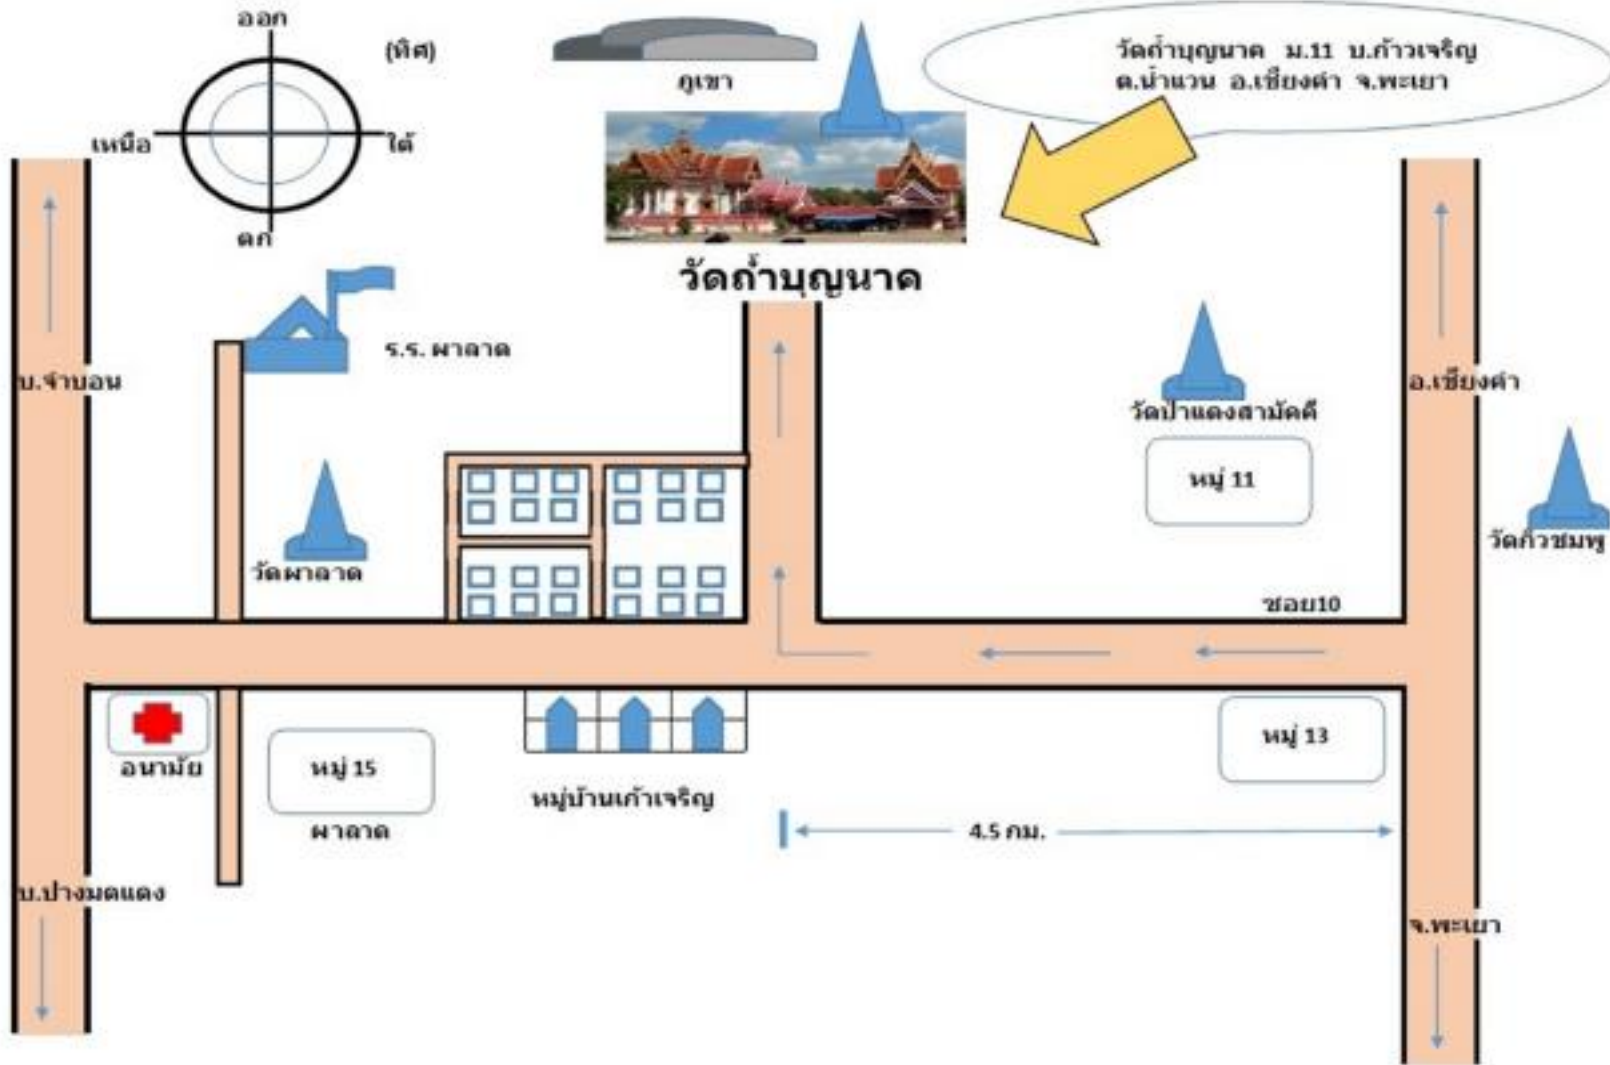 ออก
(ทิศ)
เหนือ
ใต้
ตก
ภูเขา
วัดถ้ำบุญนาค ม.11 บ.ก้าวเจริญ
ต.น้ำแวน อ.เชียงคำ จ.พะเยา
วัดถ้ำบุญนาค
ร.ร. ผาลาด
บ.จำบอน
อ.เชียงคำ
วัดป่าแดงสามัคคี
หมู่ 11
วัดกิ่วชมพู
วัดผาลาด
ซอย10
อนามัย
หมู่ 15
ผาลาด
หมู่บ้านเก้าเจริญ
หมู่ 13
4.5 กม.
บ.ปางมดแดง
จ.พะเยา